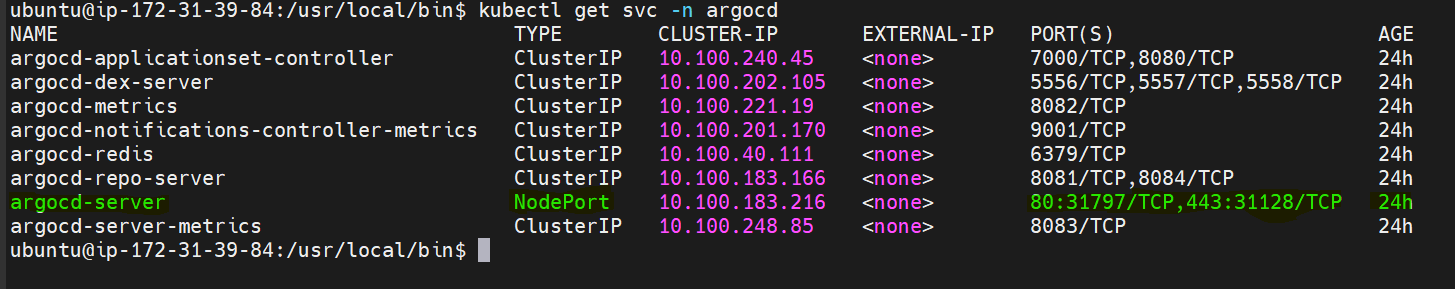 ubuntu@ip-172-31-39-84:/usr/local/bin$ kubectl get svc -n argocd
NAME TYPE CLUSTER-IP EXTERNAL-IP PORT(S) AGE
argocd-applicationset-controller ClusterIP 10.100.240.45 <none> 7000/TCP,8080/TCP 24h
argocd-dex-server ClusterIP 10.100.202.105 <none> 5556/TCP,5557/TCP,5558/TCP 24h
argocd-metrics ClusterIP 10.100.221.19 <none> 8082/TCP 24h
argocd-notifications-controller-metrics ClusterIP 10.100.201.170 <none> 9001/TCP 24h
argocd-redis ClusterIP 10.100.40.111 <none> 6379/TCP 24h
argocd-repo-server ClusterIP 10.100.183.166 <none> 8081/TCP,8084/TCP 24h
argocd-server NodePort 10.100.183.216 <none> 80:31797/TCP,443:31128/TCP 24h
argocd-server-metrics ClusterIP 10.100.248.85 <none> 8083/TCP 24h
ubuntu@ip-172-31-39-84:/usr/local/bin$